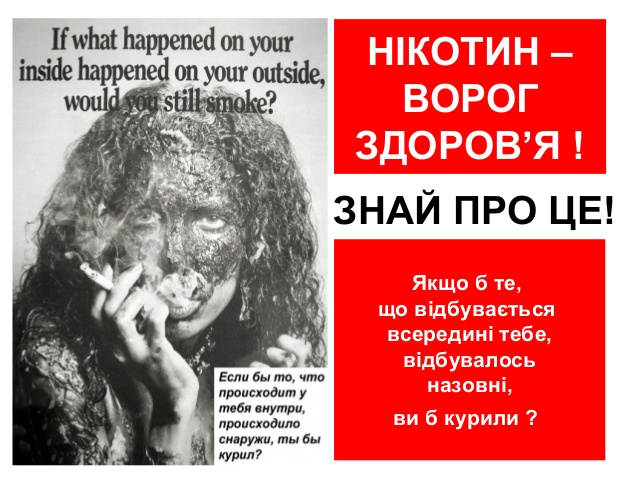 If what happened on your
inside happened on your outside,
would you still smoke?
Если бы то, что
происходит у
тебя внутри,
происходило
снаружи, ты бы
курил?
НІКОТИН –
ВОРОГ
ЗДОРОВ’Я !
ЗНАЙ ПРО ЦЕ!
Якщо б те,
що відбувається
всередині тебе,
відбувалось
назовні,
ви б курили ?